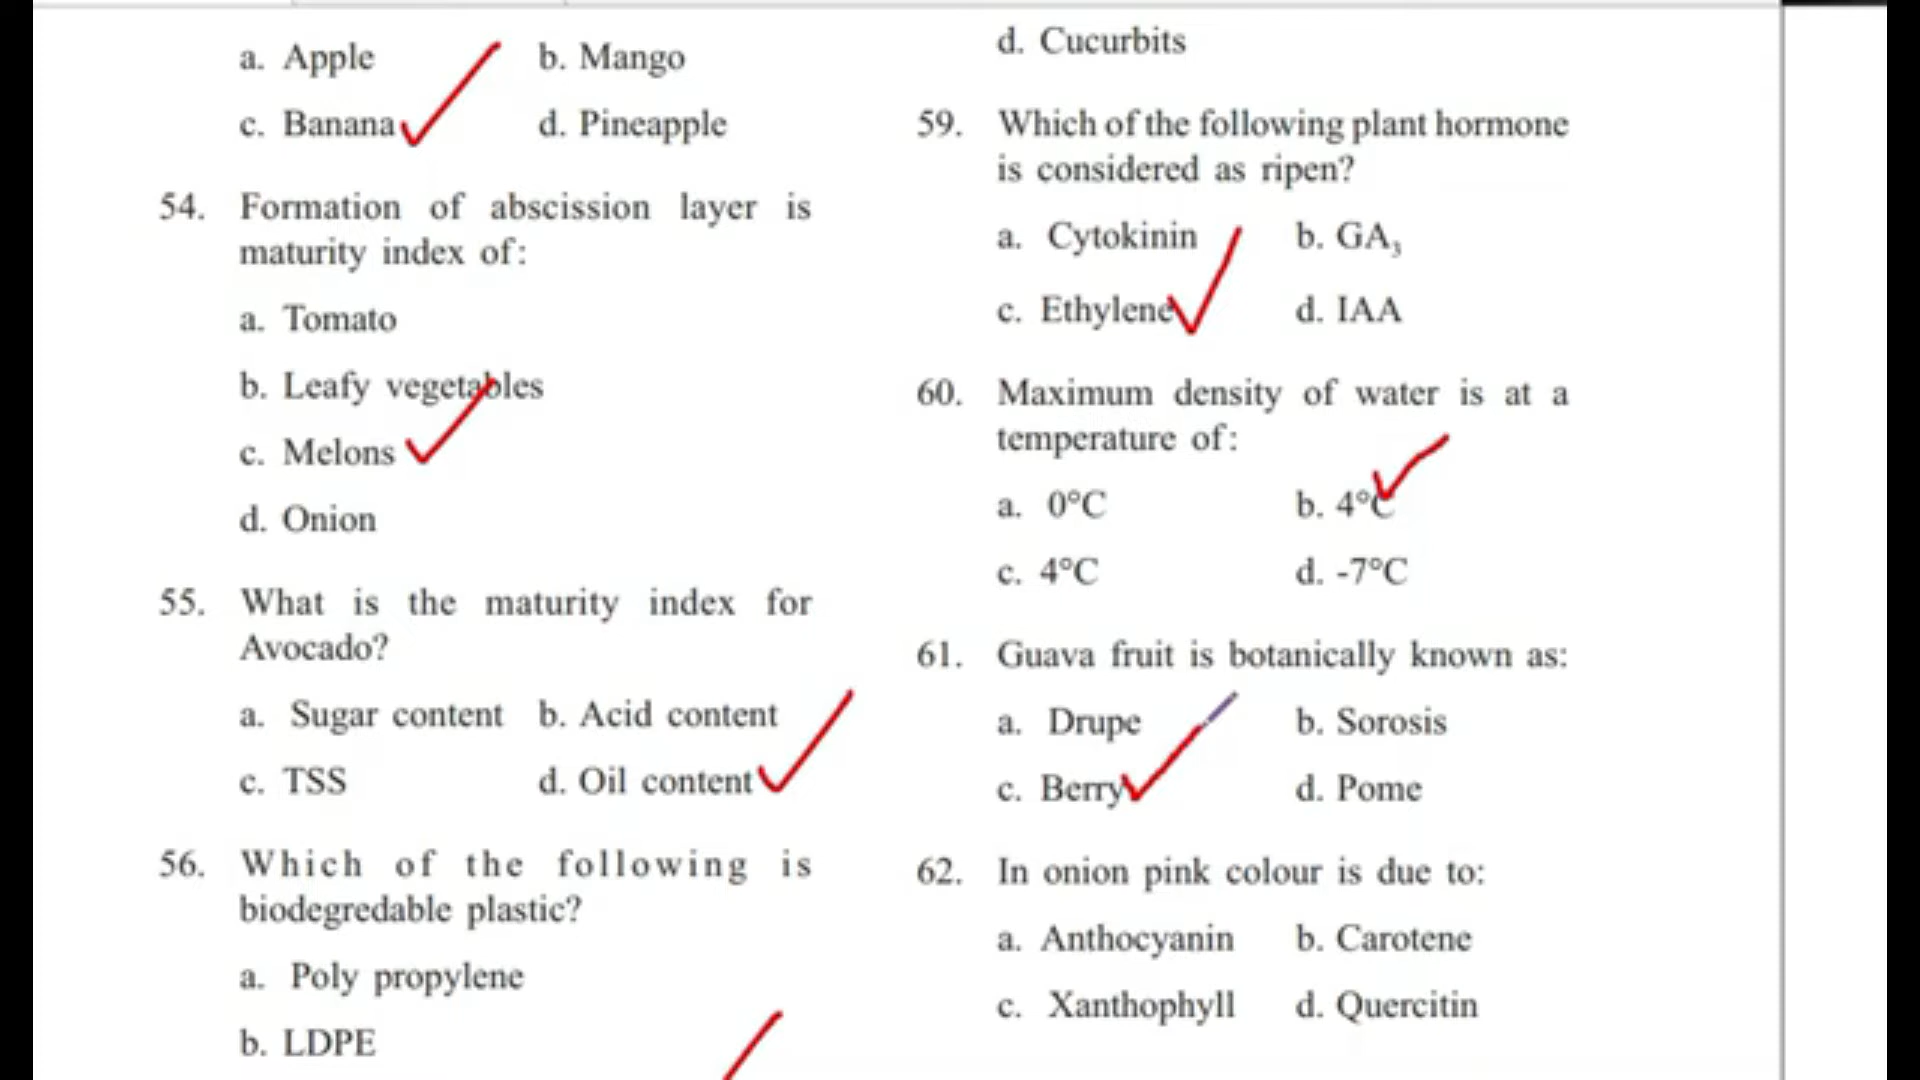 a. Apple b. Mango
c. Banana d. Pineapple
54. Formation of abscission layer is
maturity index of:
a. Tomato
b. Leafy vegetables
c. Melons
d. Onion
55. What is the maturity index for
Avocado?
a. Sugar content b. Acid content
c. TSS d. Oil content
56. Which of the following is
biodegredable plastic?
a. Poly propylene
b. LDPE
d. Cucurbits
59. Which of the following plant hormone
is considered as ripen?
a. Cytokinin b. GA₃
c. Ethylene d. IAA
60. Maximum density of water is at a
temperature of:
a. 0°C b. 4°C
c. 4°C d. -7°C
61. Guava fruit is botanically known as:
a. Drupe b. Sorosis
c. Berry d. Pome
62. In onion pink colour is due to:
a. Anthocyanin b. Carotene
c. Xanthophyll d. Quercitin